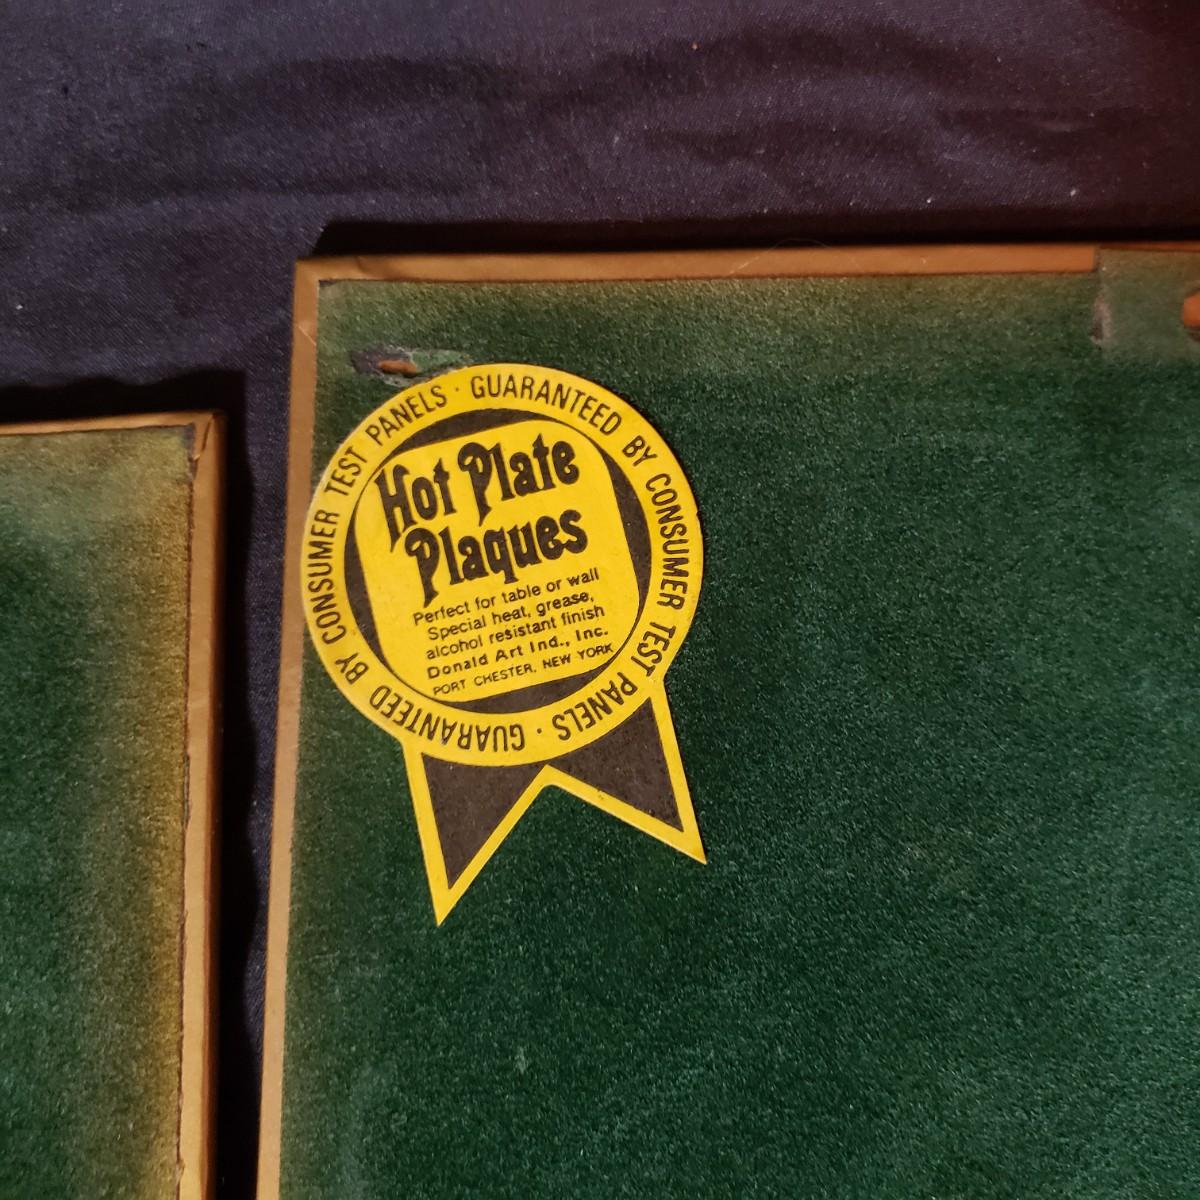 GUARANTEED BY CONSUMER TEST PANELS · GUARANTEED BY CONSUMER TEST PANELS ·
Hot Plate
Plaques
Perfect for table or wall
Special heat, grease,
alcohol resistant finish
Donald Art Ind., Inc.
PORT CHESTER, NEW YORK